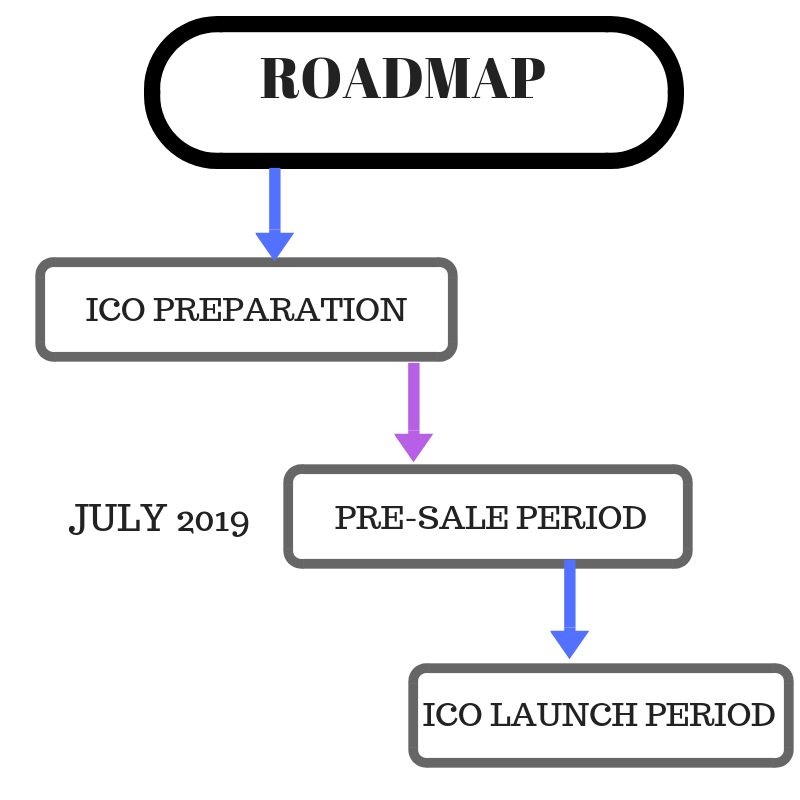 ROADMAP
ICO PREPARATION
JULY 2019
PRE-SALE PERIOD
ICO LAUNCH PERIOD